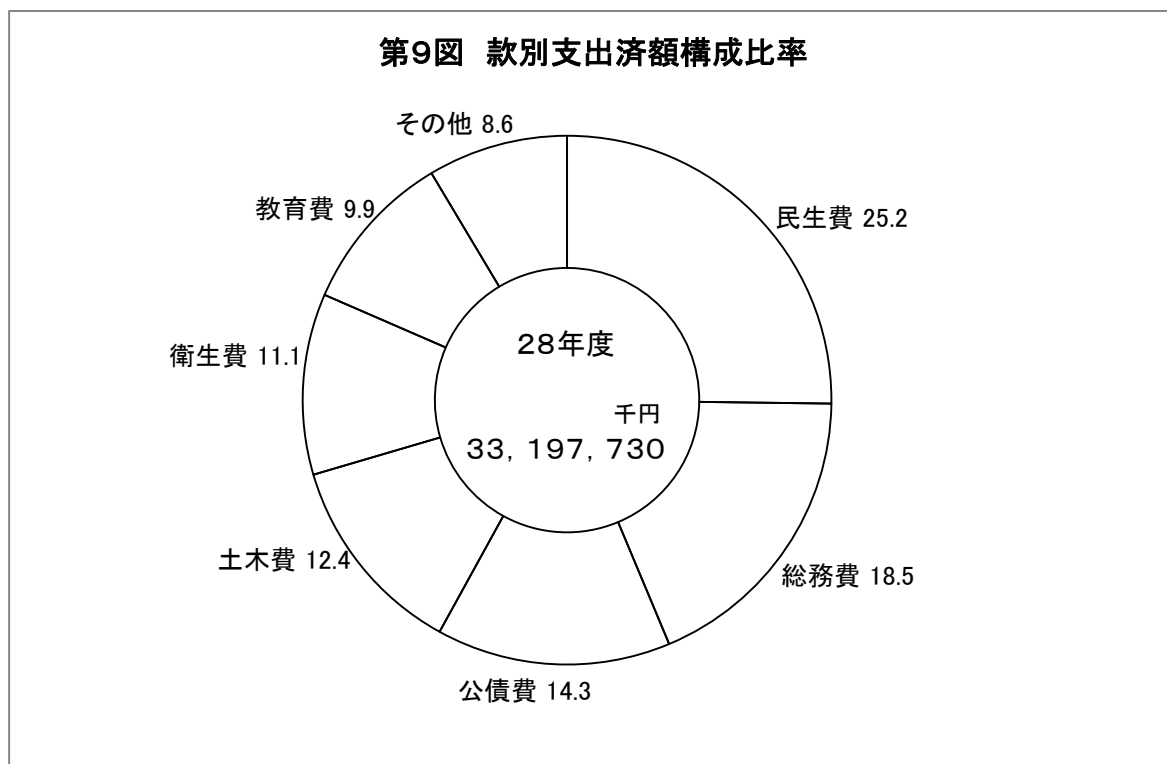 第9図 款別支出済額構成比率
その他 8.6
民生費 25.2
教育費 9.9
衛生費 11.1
28年度
千円
33,197,730
土木費 12.4
総務費 18.5
公債費 14.3